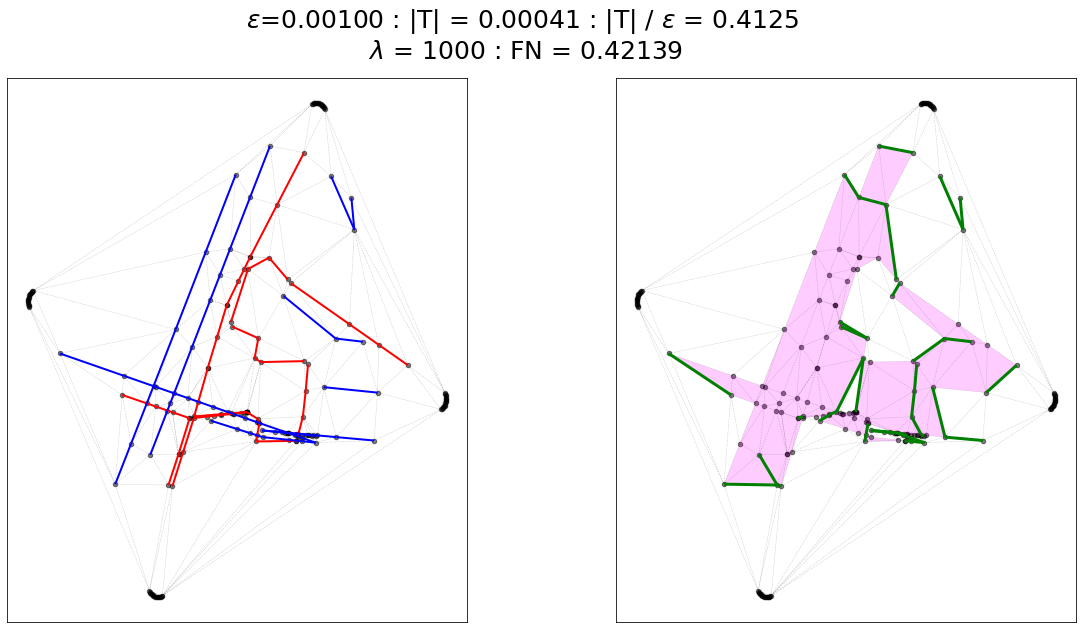 ε=0.00100 : |T| = 0.00041 : |T| / ε = 0.4125
λ = 1000 : FN = 0.42139